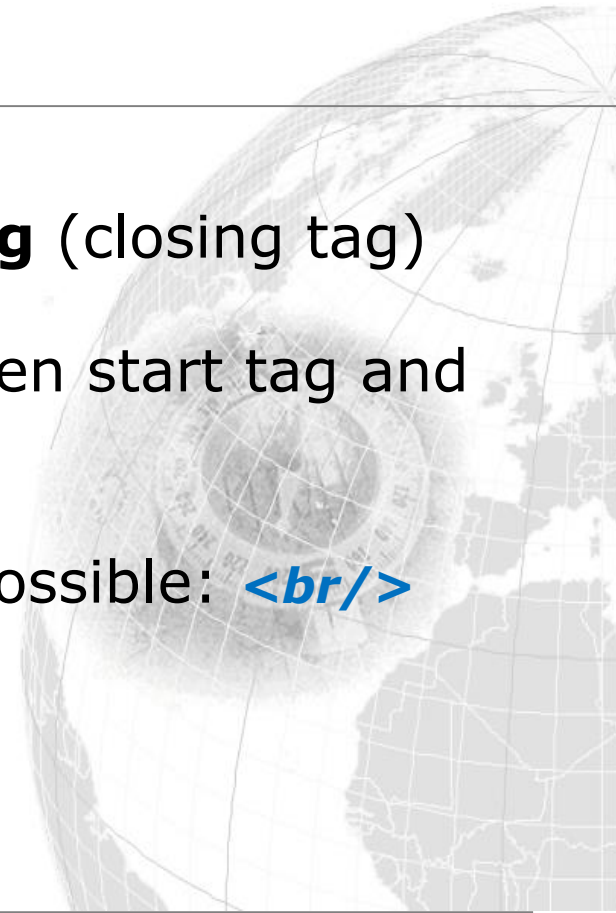 g (closing tag)
en start tag and
ossible: <br/>